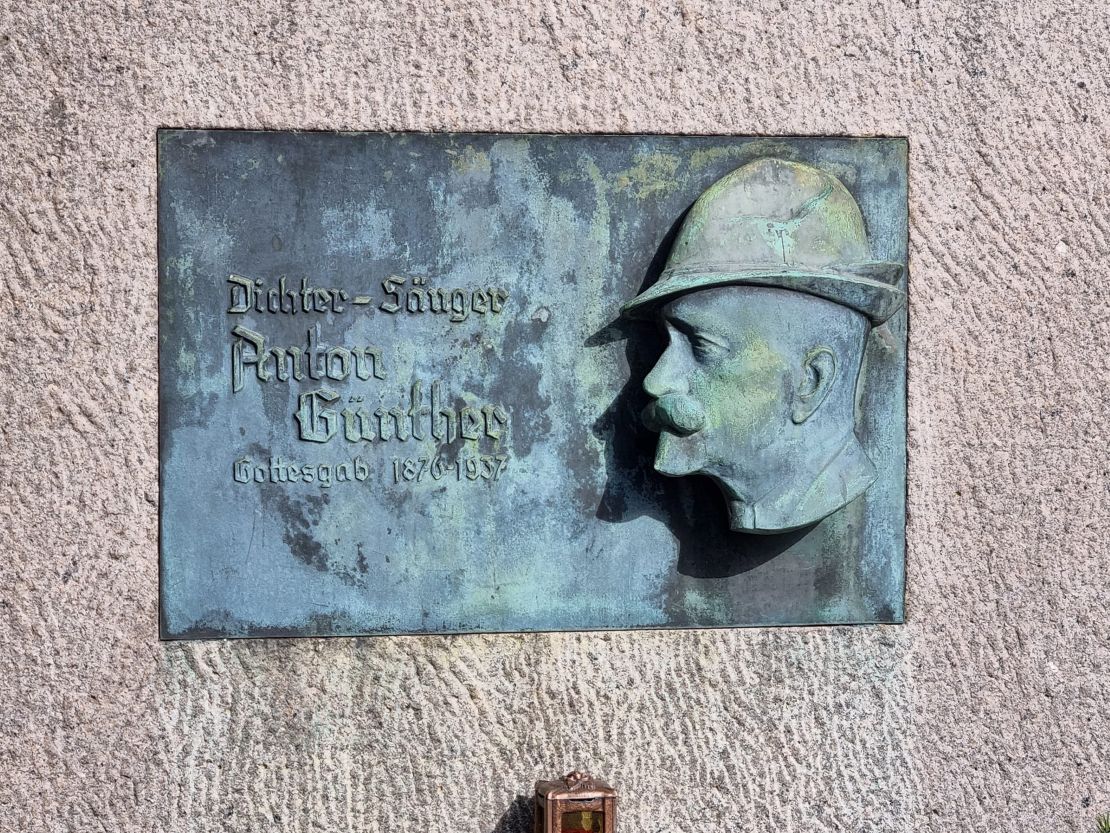 Dichter-Sänger
Anton
Günther
Gottesgab 1876-1937